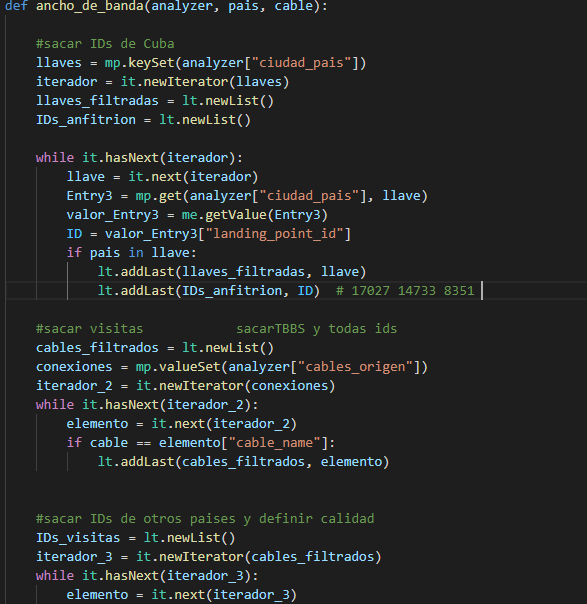 def ancho_de_banda(analyzer, pais, cable):
#sacar IDs de Cuba
llaves = mp.keySet(analyzer["ciudad_pais"])
iterador = it.newIterator(llaves)
llaves_filtradas = lt.newList()
IDs_anfitrion = lt.newList()
while it.hasNext(iterador):
llave = it.next(iterador)
Entry3 = mp.get(analyzer["ciudad_pais"], llave)
valor_Entry3 = me.getValue(Entry3)
ID = valor_Entry3["landing_point_id"]
if pais in llave:
lt.addLast(llaves_filtradas, llave)
lt.addLast(IDs_anfitrion, ID)  # 17027 14733 8351
#sacar visitas            sacarTBBS y todas ids
cables_filtrados = lt.newList()
conexiones = mp.valueSet(analyzer["cables_origen"])
iterador_2 = it.newIterator(conexiones)
while it.hasNext(iterador_2):
elemento = it.next(iterador_2)
if cable == elemento["cable_name"]:
lt.addLast(cables_filtrados, elemento)
#sacar IDs de otros paises y definir calidad
IDs_visitas = lt.newList()
iterador_3 = it.newIterator(cables_filtrados)
while it.hasNext(iterador_3):
elemento = it.next(iterador_3)